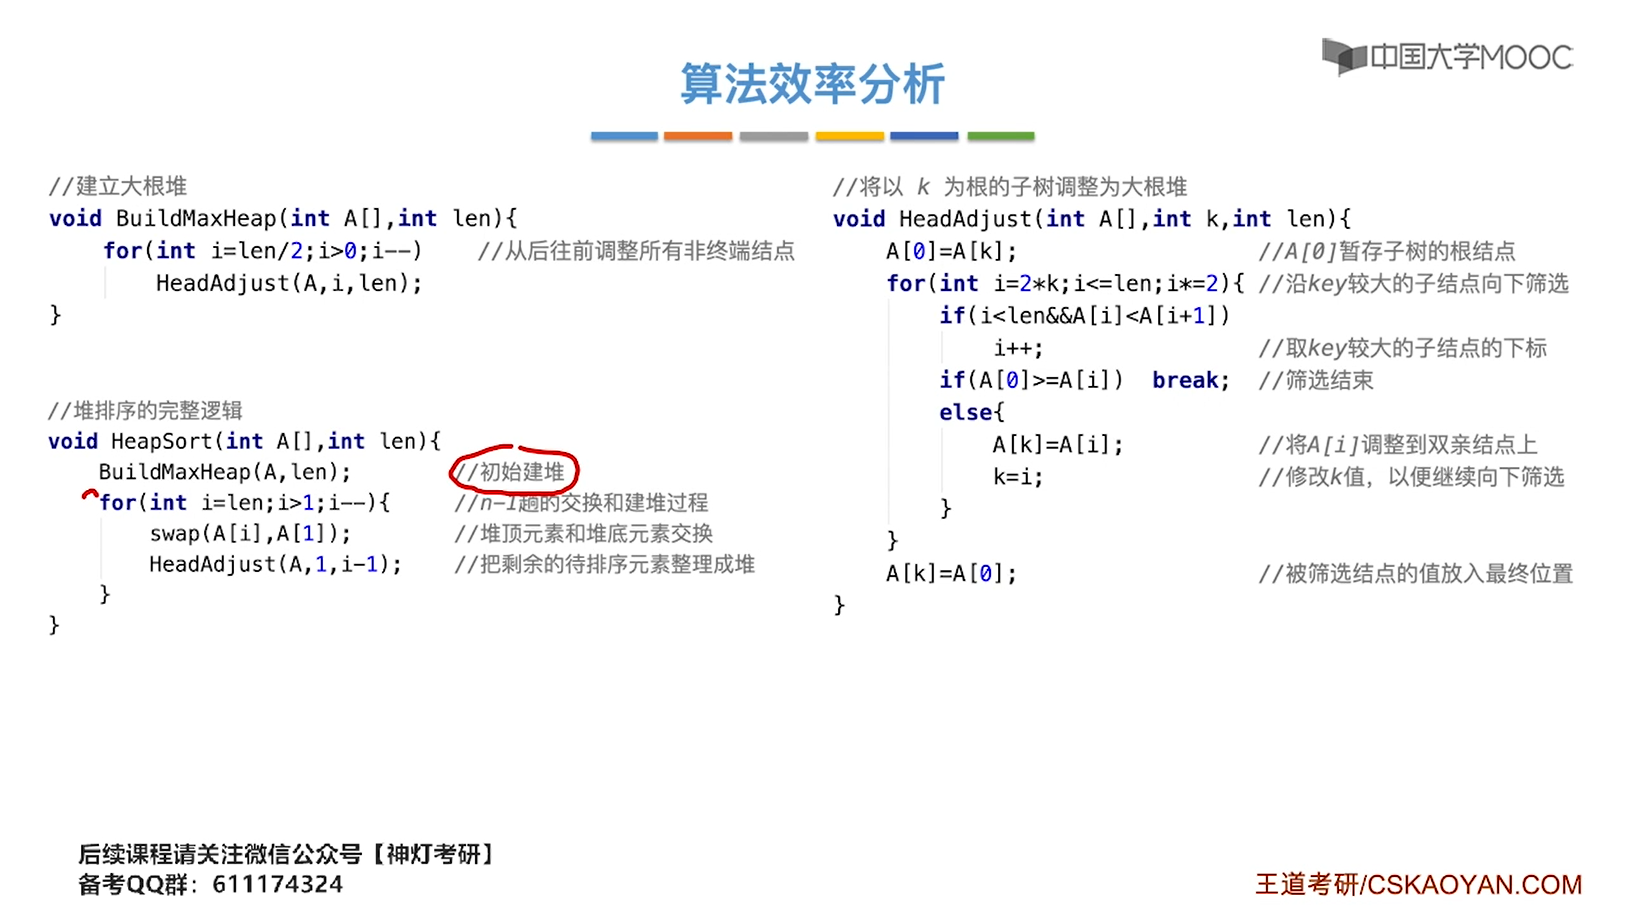 中国大学MOOC
算法效率分析
//建立大根堆
void BuildMaxHeap(int A[],int len){
for(int i=len/2;i>0;i--) //从后往前调整所有非终端结点
HeadAdjust(A,i,len);
}
//堆排序的完整逻辑
void HeapSort(int A[],int len){
BuildMaxHeap(A,len); //初始建堆
for(int i=len;i>1;i--){ //n-1趟的交换和建堆过程
swap(A[i],A[1]); //堆顶元素和堆底元素交换
HeadAdjust(A,1,i-1); //把剩余的待排序元素整理成堆
}
}
//将以 k 为根的子树调整为大根堆
void HeadAdjust(int A[],int k,int len){
A[0]=A[k]; //A[0]暂存子树的根结点
for(int i=2*k;i<=len;i*=2){ //沿key较大的子结点向下筛选
if(i<len&&A[i]<A[i+1])
i++; //取key较大的子结点的下标
if(A[0]>=A[i]) break; //筛选结束
else{
A[k]=A[i]; //将A[i]调整到双亲结点上
k=i; //修改k值，以便继续向下筛选
}
}
A[k]=A[0]; //被筛选结点的值放入最终位置
}
后续课程请关注微信公众号【神灯考研】
备考QQ群：611174324
王道考研/CSKAOYAN.COM